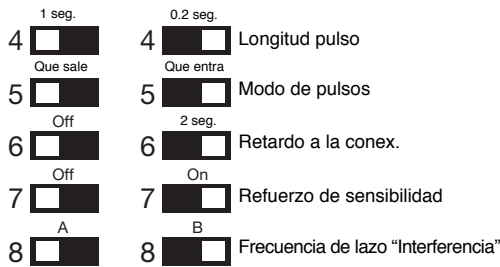 1 seg. 0.2 seg.
4 4 Longitud pulso
Que sale Que entra
5 5 Modo de pulsos
Off 2 seg.
6 6 Retardo a la conex.
Off On
7 7 Refuerzo de sensibilidad
A B
8 8 Frecuencia de lazo “Interferencia”